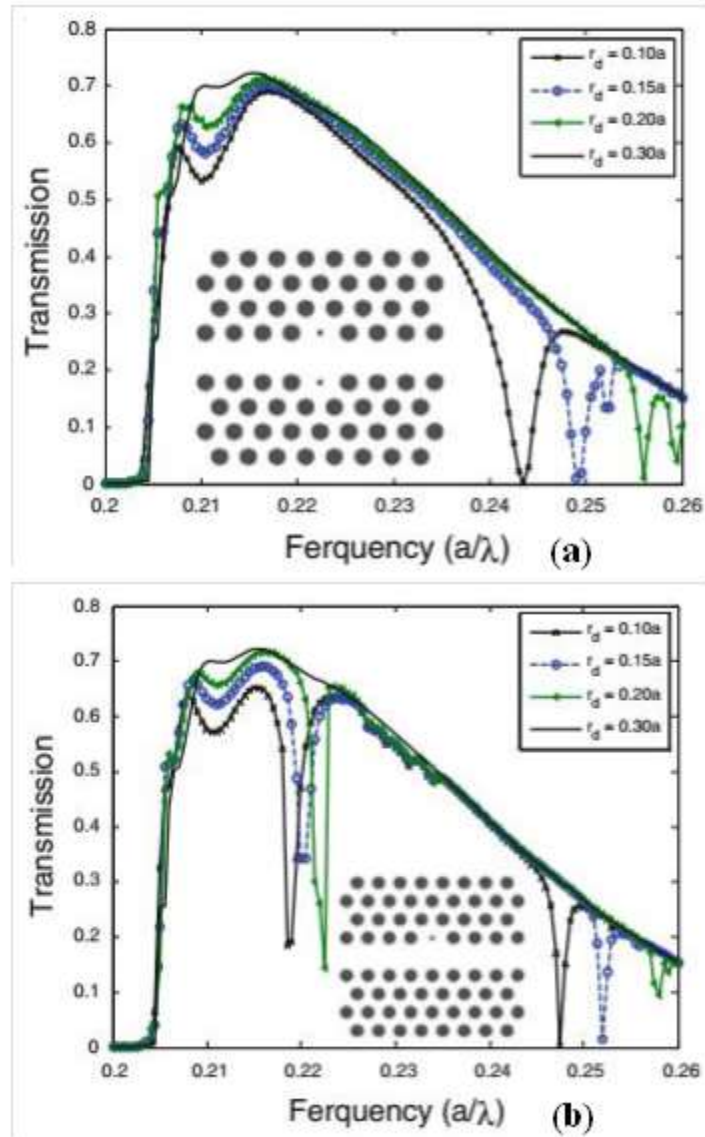 0.8
r_d = 0.10a
r_d = 0.15a
r_d = 0.20a
r_d = 0.30a
0.7
0.6
0.5
0.4
0.3
0.2
0.1
0
Transmission
0.2 0.21 0.22 0.23 0.24 0.25 0.26
Ferquency (a/λ) (a)
0.8
r_d = 0.10a
r_d = 0.15a
r_d = 0.20a
r_d = 0.30a
0.7
0.6
0.5
0.4
0.3
0.2
0.1
0
Transmission
0.2 0.21 0.22 0.23 0.24 0.25 0.26
Ferquency (a/λ) (b)